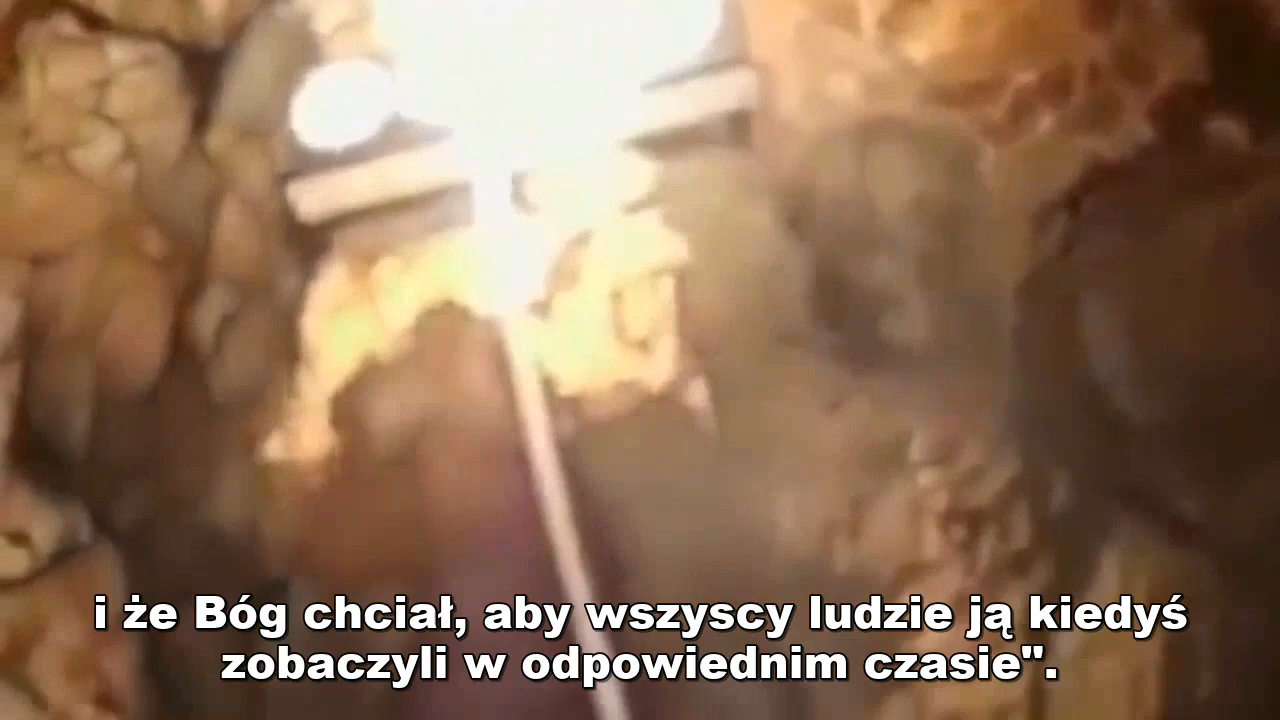 i że Bóg chciał, aby wszyscy ludzie ją kiedyś
zobaczyli w odpowiednim czasie".